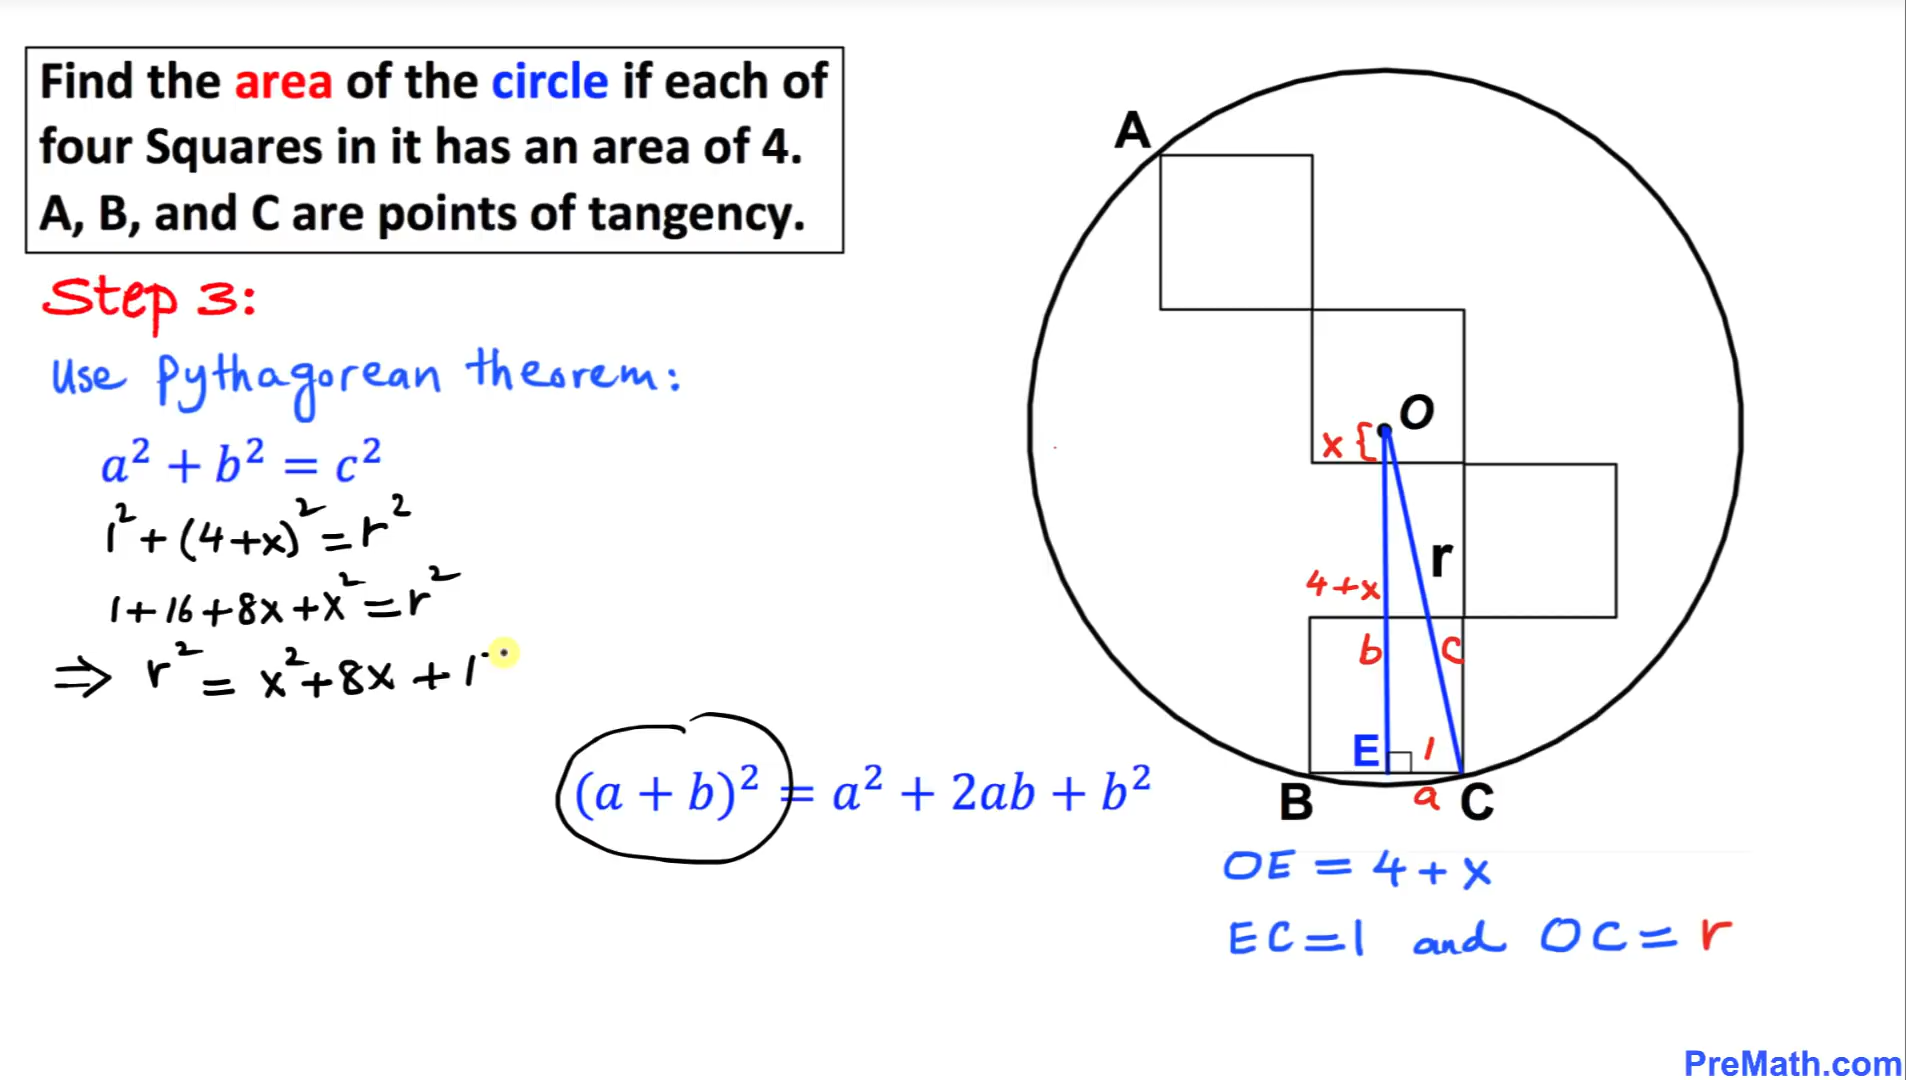 Find the area of the circle if each of
four Squares in it has an area of 4.
A, B, and C are points of tangency.
Step 3:
Use Pythagorean theorem:
a² + b² = c²
1² + (4+x)² = r²
1+16+8x+x² = r²
⇒ r² = x²+8x+1
(a + b)² = a² + 2ab + b²
A
O
x{
r
4+x
b
c
E
1
B
a
C
OE = 4+x
EC=1 and OC= r
PreMath.com